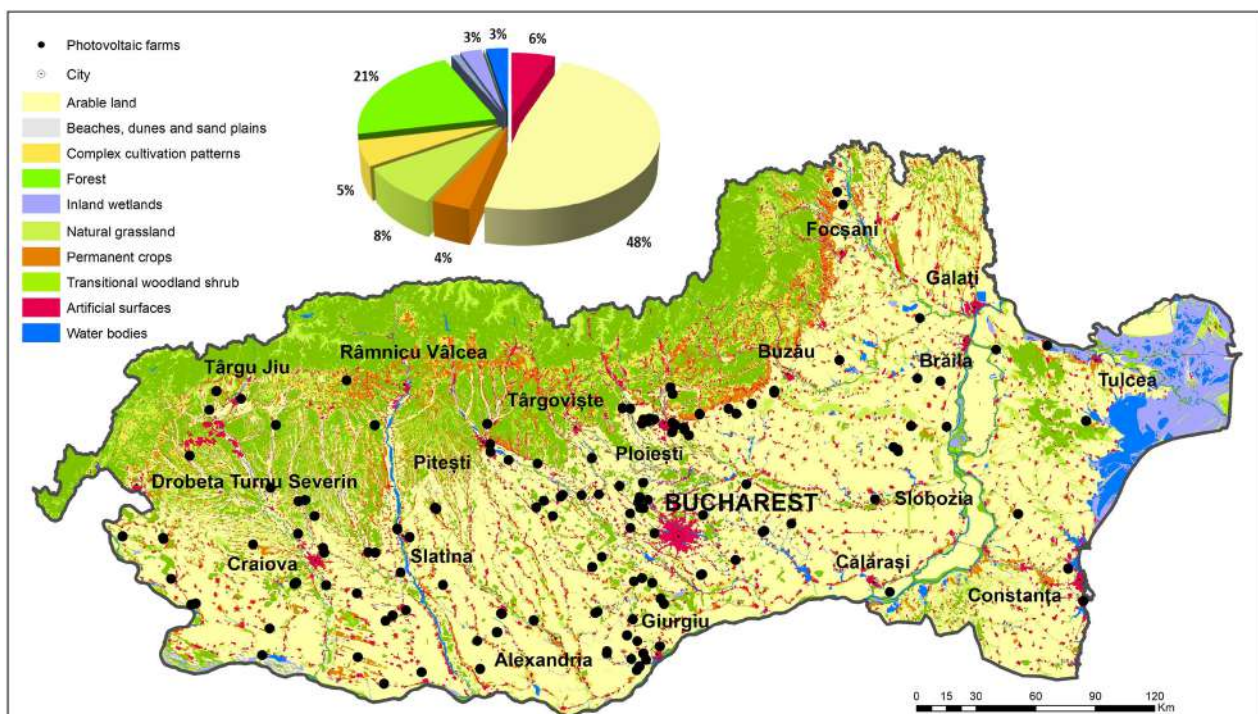 Photovoltaic farms
City
Arable land
Beaches, dunes and sand plains
Complex cultivation patterns
Forest
Inland wetlands
Natural grassland
Permanent crops
Transitional woodland shrub
Artificial surfaces
Water bodies
3%
3%
6%
21%
5%
8%
4%
48%
Focșani
Galați
Râmnicu Vâlcea
Buzău
Târgu Jiu
Brăila
Tulcea
Târgoviște
Ploiești
Pitești
Drobeta Turnu Severin
BUCHAREST
Slobozia
Craiova
Slatina
Călărași
Constanța
Giurgiu
Alexandria
0 15 30 60 90 120
Km